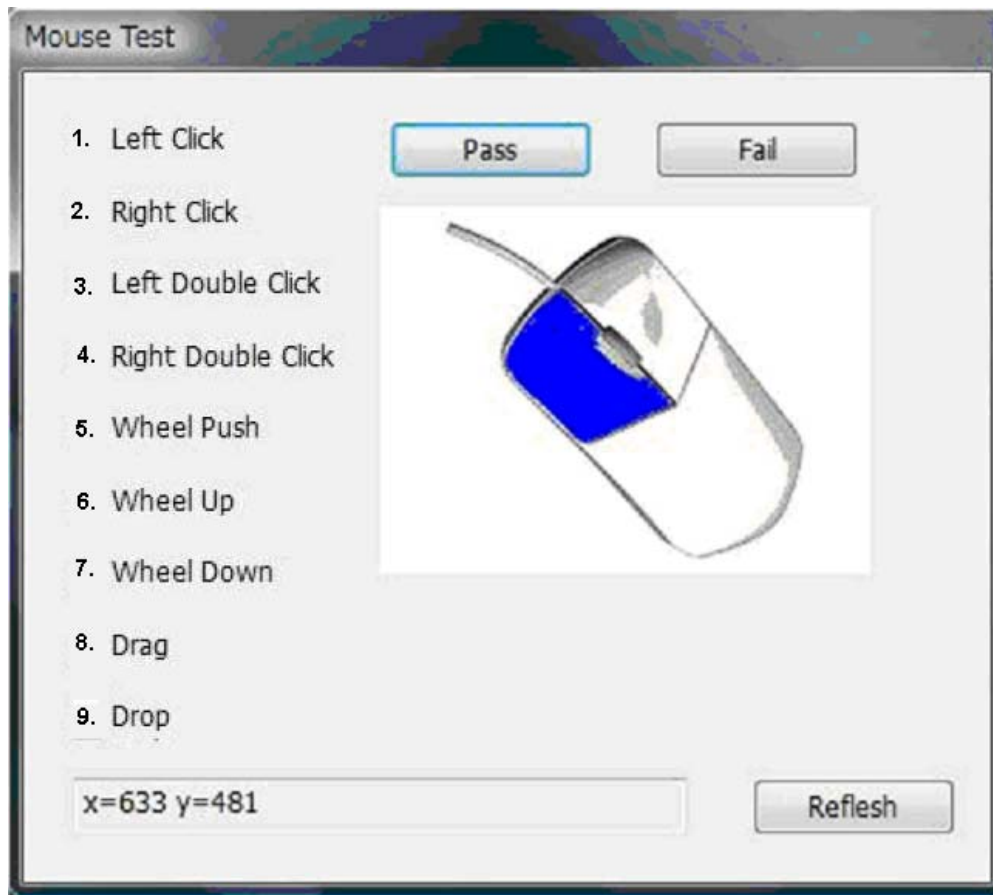 Mouse Test
1. Left Click
Pass
Fail
2. Right Click
3. Left Double Click
4. Right Double Click
5. Wheel Push
6. Wheel Up
7. Wheel Down
8. Drag
9. Drop
x=633 y=481
Reflesh